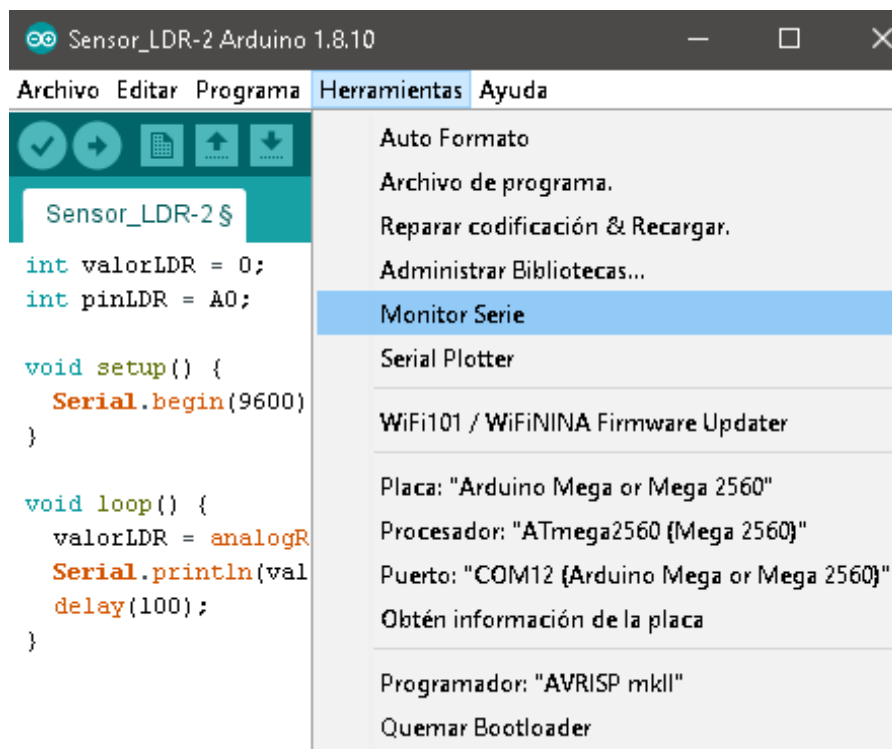 Sensor_LDR-2 Arduino 1.8.10
Archivo Editar Programa Herramientas Ayuda
Sensor_LDR-2 §
int valorLDR = 0;
int pinLDR = A0;
void setup() {
Serial.begin(9600)
}
void loop() {
valorLDR = analogR
Serial.println(val
delay(100);
}
Auto Formato
Archivo de programa.
Reparar codificación & Recargar.
Administrar Bibliotecas...
Monitor Serie
Serial Plotter
WiFi101 / WiFiNINA Firmware Updater
Placa: "Arduino Mega or Mega 2560"
Procesador: "ATmega2560 (Mega 2560)"
Puerto: "COM12 (Arduino Mega or Mega 2560)"
Obtén información de la placa
Programador: "AVRISP mkII"
Quemar Bootloader